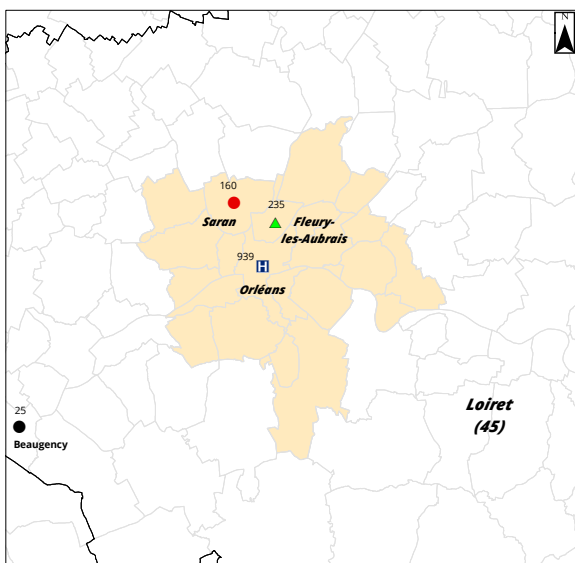 N
160
235
Saran
Fleury-
les-Aubrais
939
H
Orléans
Loiret
(45)
25
Beaugency